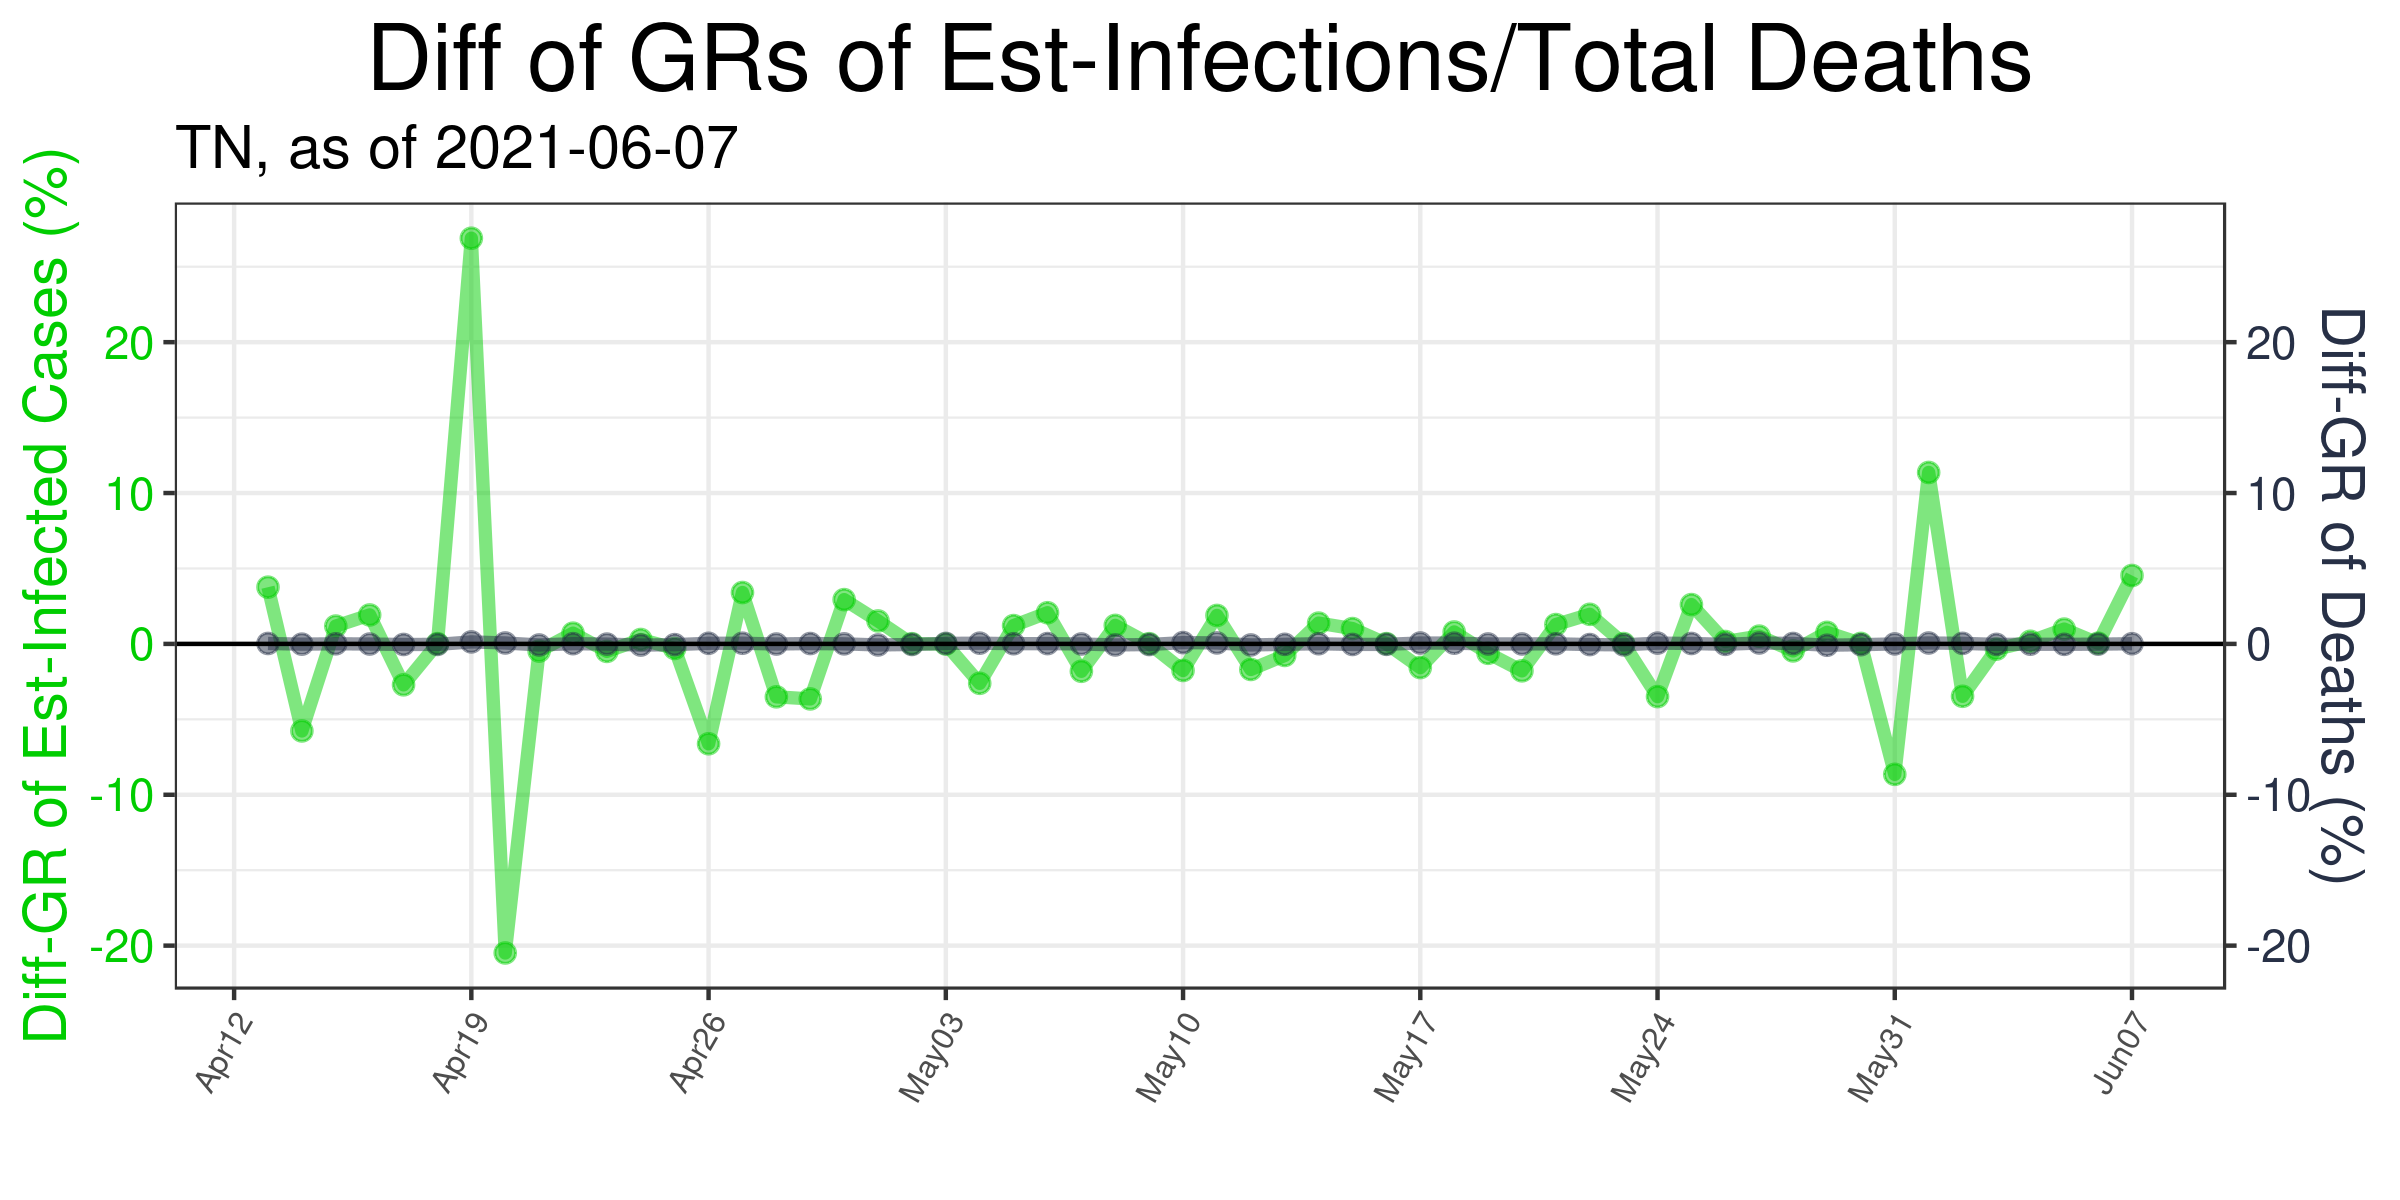 Diff of GRs of Est-Infections/Total Deaths
TN, as of 2021-06-07
Diff-GR of Est-Infected Cases (%)
20
10
0
-10
-20
20
10
0
-10
-20
Diff-GR of Deaths (%)
Apr12
Apr19
Apr26
May03
May10
May17
May24
May31
Jun07